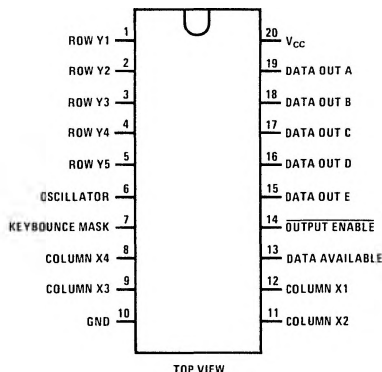 ROW Y1 1
ROW Y2 2
ROW Y3 3
ROW Y4 4
ROW Y5 5
OSCILLATOR 6
KEYBOUNCE MASK 7
COLUMN X4 8
COLUMN X3 9
GND 10
20 VCC
19 DATA OUT A
18 DATA OUT B
17 DATA OUT C
16 DATA OUT D
15 DATA OUT E
14 OUTPUT ENABLE
13 DATA AVAILABLE
12 COLUMN X1
11 COLUMN X2
TOP VIEW